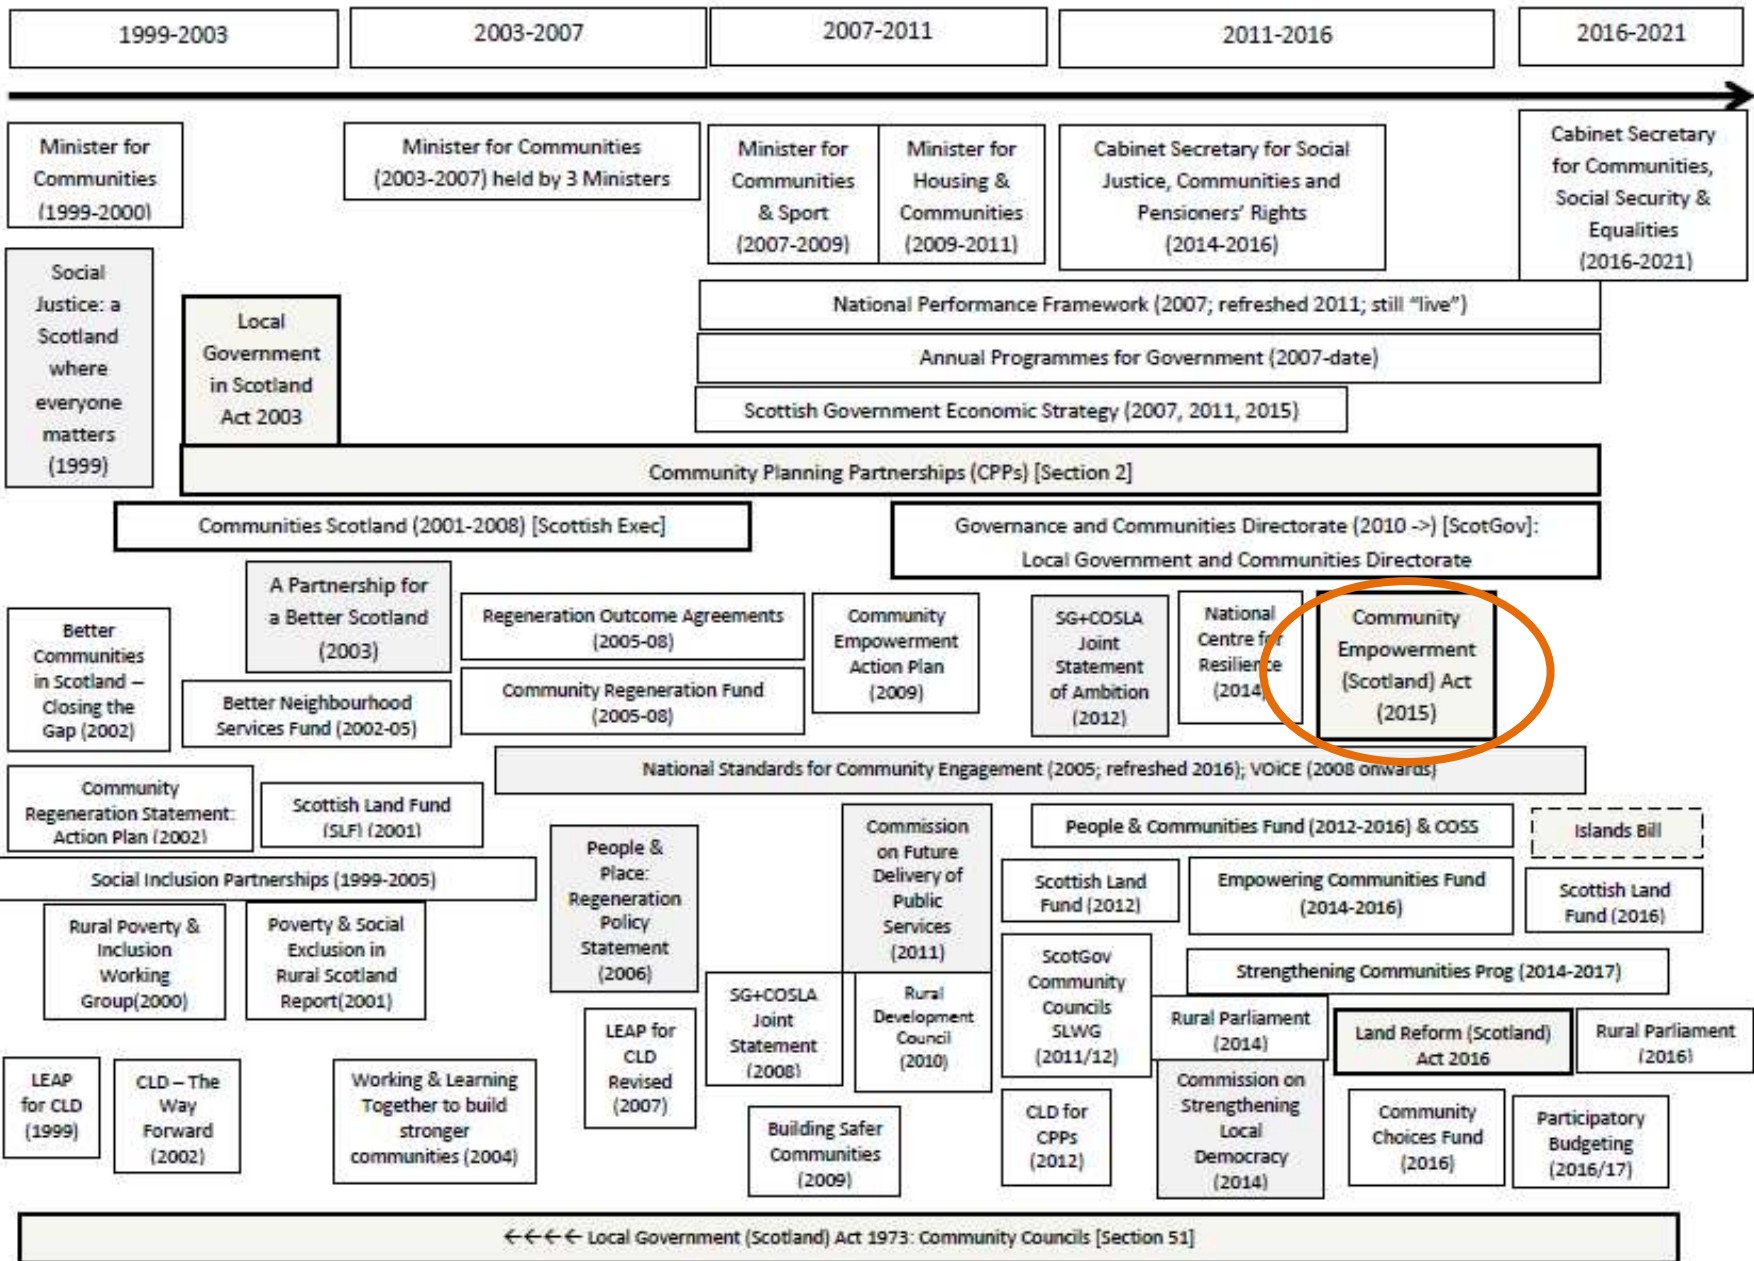 1999-2003
2003-2007
2007-2011
2011-2016
2016-2021
Minister for
Communities
(1999-2000)
Minister for Communities
(2003-2007) held by 3 Ministers
Minister for
Communities
& Sport
(2007-2009)
Minister for
Housing &
Communities
(2009-2011)
Cabinet Secretary for Social
Justice, Communities and
Pensioners' Rights
(2014-2016)
Cabinet Secretary
for Communities,
Social Security &
Equalities
(2016-2021)
Social
Justice: a
Scotland
where
everyone
matters
(1999)
Local
Government
in Scotland
Act 2003
National Performance Framework (2007; refreshed 2011; still "live")
Annual Programmes for Government (2007-date)
Scottish Government Economic Strategy (2007, 2011, 2015)
Community Planning Partnerships (CPPs) [Section 2]
Communities Scotland (2001-2008) [Scottish Exec]
Governance and Communities Directorate (2010 ->) [ScotGov]:
Local Government and Communities Directorate
A Partnership for
a Better Scotland
(2003)
Better
Communities
in Scotland –
Closing the
Gap (2002)
Better Neighbourhood
Services Fund (2002-05)
Regeneration Outcome Agreements
(2005-08)
Community Regeneration Fund
(2005-08)
Community
Empowerment
Action Plan
(2009)
SG+COSLA
Joint
Statement
of Ambition
(2012)
National
Centre for
Resilience
(2014)
Community
Empowerment
(Scotland) Act
(2015)
National Standards for Community Engagement (2005; refreshed 2016); VOiCE (2008 onwards)
Community
Regeneration Statement:
Action Plan (2002)
Scottish Land Fund
(SLF) (2001)
Social Inclusion Partnerships (1999-2005)
People &
Place:
Regeneration
Policy
Statement
(2006)
Commission
on Future
Delivery of
Public
Services
(2011)
People & Communities Fund (2012-2016) & COSS
Islands Bill
Scottish Land
Fund (2012)
Empowering Communities Fund
(2014-2016)
Scottish Land
Fund (2016)
Rural Poverty &
Inclusion
Working
Group(2000)
Poverty & Social
Exclusion in
Rural Scotland
Report(2001)
ScotGov
Community
Councils
SLWG
(2011/12)
Strengthening Communities Prog (2014-2017)
SG+COSLA
Joint
Statement
(2008)
Rural
Development
Council
(2010)
Rural Parliament
(2014)
Land Reform (Scotland)
Act 2016
Rural Parliament
(2016)
LEAP for
CLD
Revised
(2007)
LEAP
for CLD
(1999)
CLD – The
Way
Forward
(2002)
Working & Learning
Together to build
stronger
communities (2004)
Building Safer
Communities
(2009)
CLD for
CPPs
(2012)
Commission on
Strengthening
Local
Democracy
(2014)
Community
Choices Fund
(2016)
Participatory
Budgeting
(2016/17)
←←←← Local Government (Scotland) Act 1973: Community Councils [Section 51]